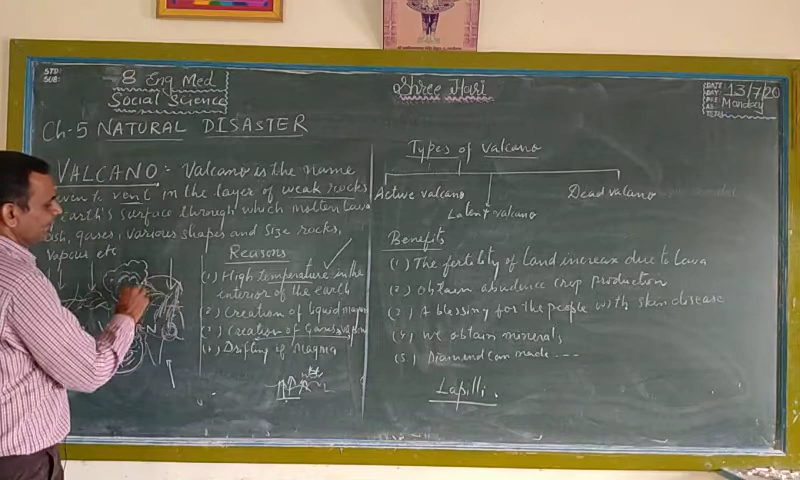 STD:
SUB:
8 Eng Med
Social Science
Shree Hari
DATE 13/7/20
DAY Manday
Ch-5 NATURAL DISASTER
VALCANO :- Valcano is the name
to vent in the layer of weak rocks
earth's surface through which molten Lava
ash, gases, various shapes and size rocks,
vapour etc
Reasons
(1) High temperature in the
interior of the earth
(2) Creation of liquid magma
(3) Creation of Gases
(4) Drifting of Magma
Types of valcano
Active valcano
Latent valcano
Dead valcano
Benefits
(1) The fertility of land increase due to Lava
(2) obtain abundence crop production
(3) A blessing for the people with skin disease
(4) we obtain minerals
(5) Diamond can made ---
Lapilli.